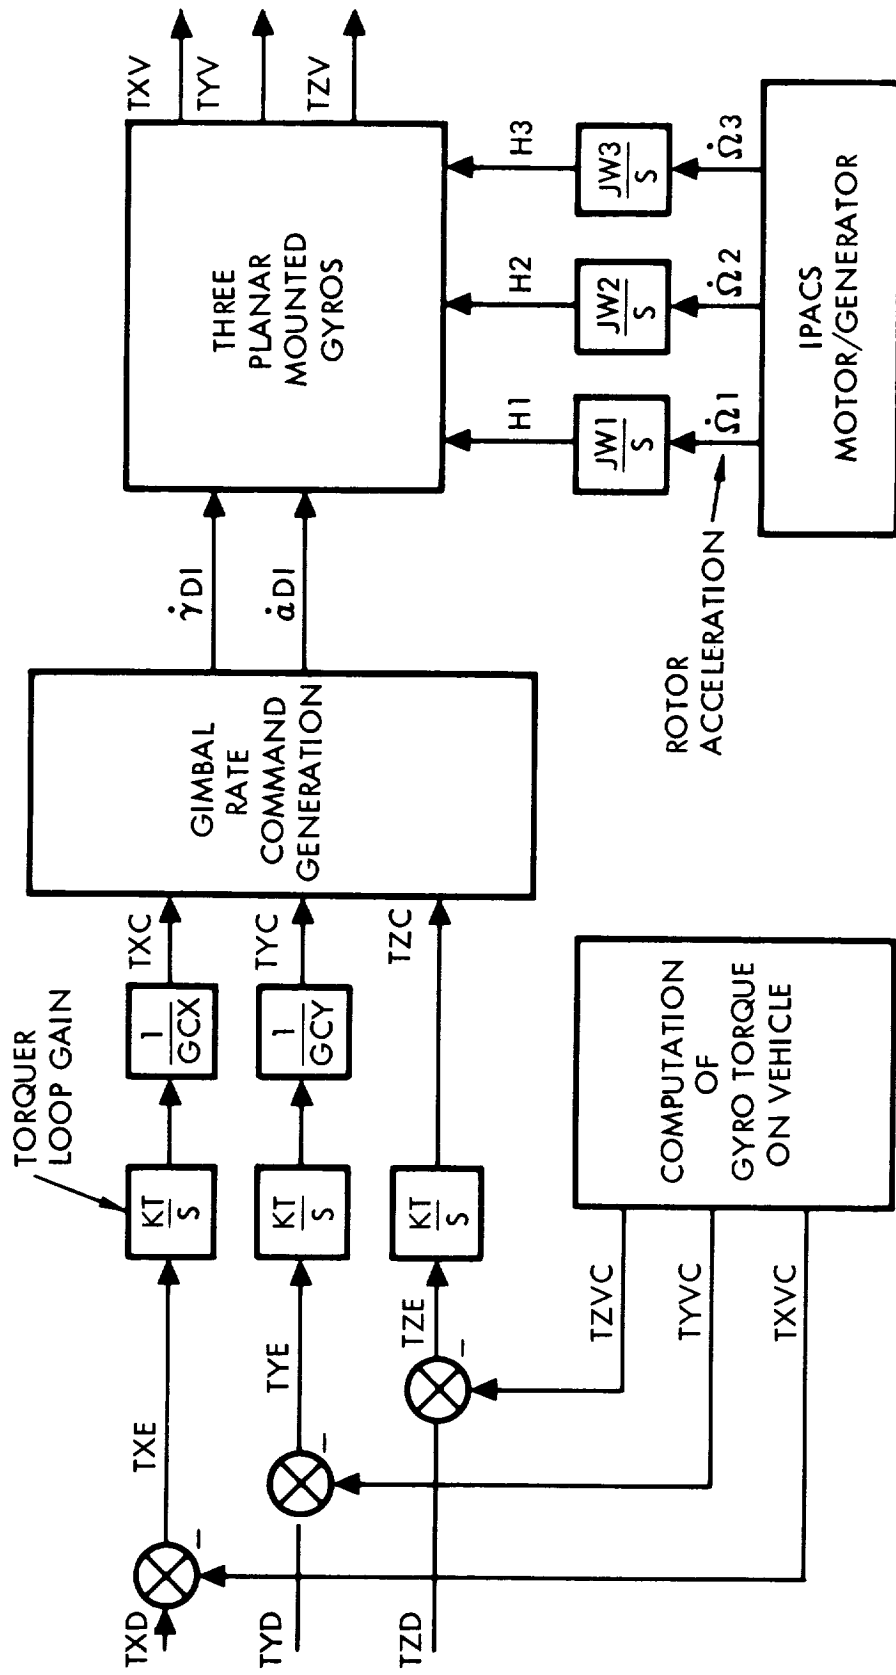 TORQUER
LOOP GAIN
TXD
TXE
KT
S
1
GCX
TXC
TYD
TYE
KT
S
1
GCY
TYC
TZD
TZE
KT
S
TZC
-
-
-
TZVC
TYVC
TXVC
COMPUTATION
OF
GYRO TORQUE
ON VEHICLE
GIMBAL
RATE
COMMAND
GENERATION
γ̇DI
α̇DI
THREE
PLANAR
MOUNTED
GYROS
TXV
TYV
TZV
H1
H2
H3
JW1
S
JW2
S
JW3
S
Ω̇1
Ω̇2
Ω̇3
ROTOR
ACCELERATION
IPACS
MOTOR/GENERATOR